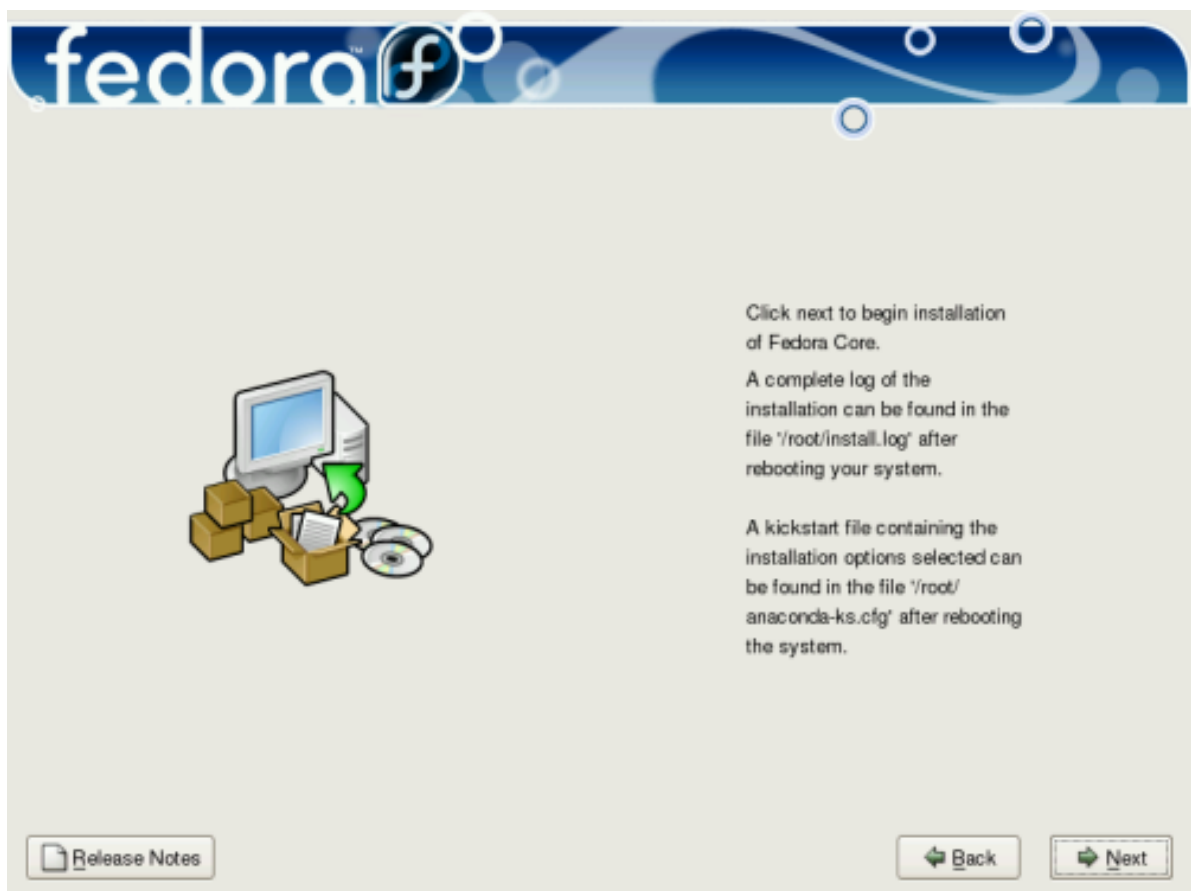 fedora™ f
Click next to begin installation
of Fedora Core.
A complete log of the
installation can be found in the
file '/root/install.log' after
rebooting your system.
A kickstart file containing the
installation options selected can
be found in the file '/root/
anaconda-ks.cfg' after rebooting
the system.
Release Notes
Back
Next